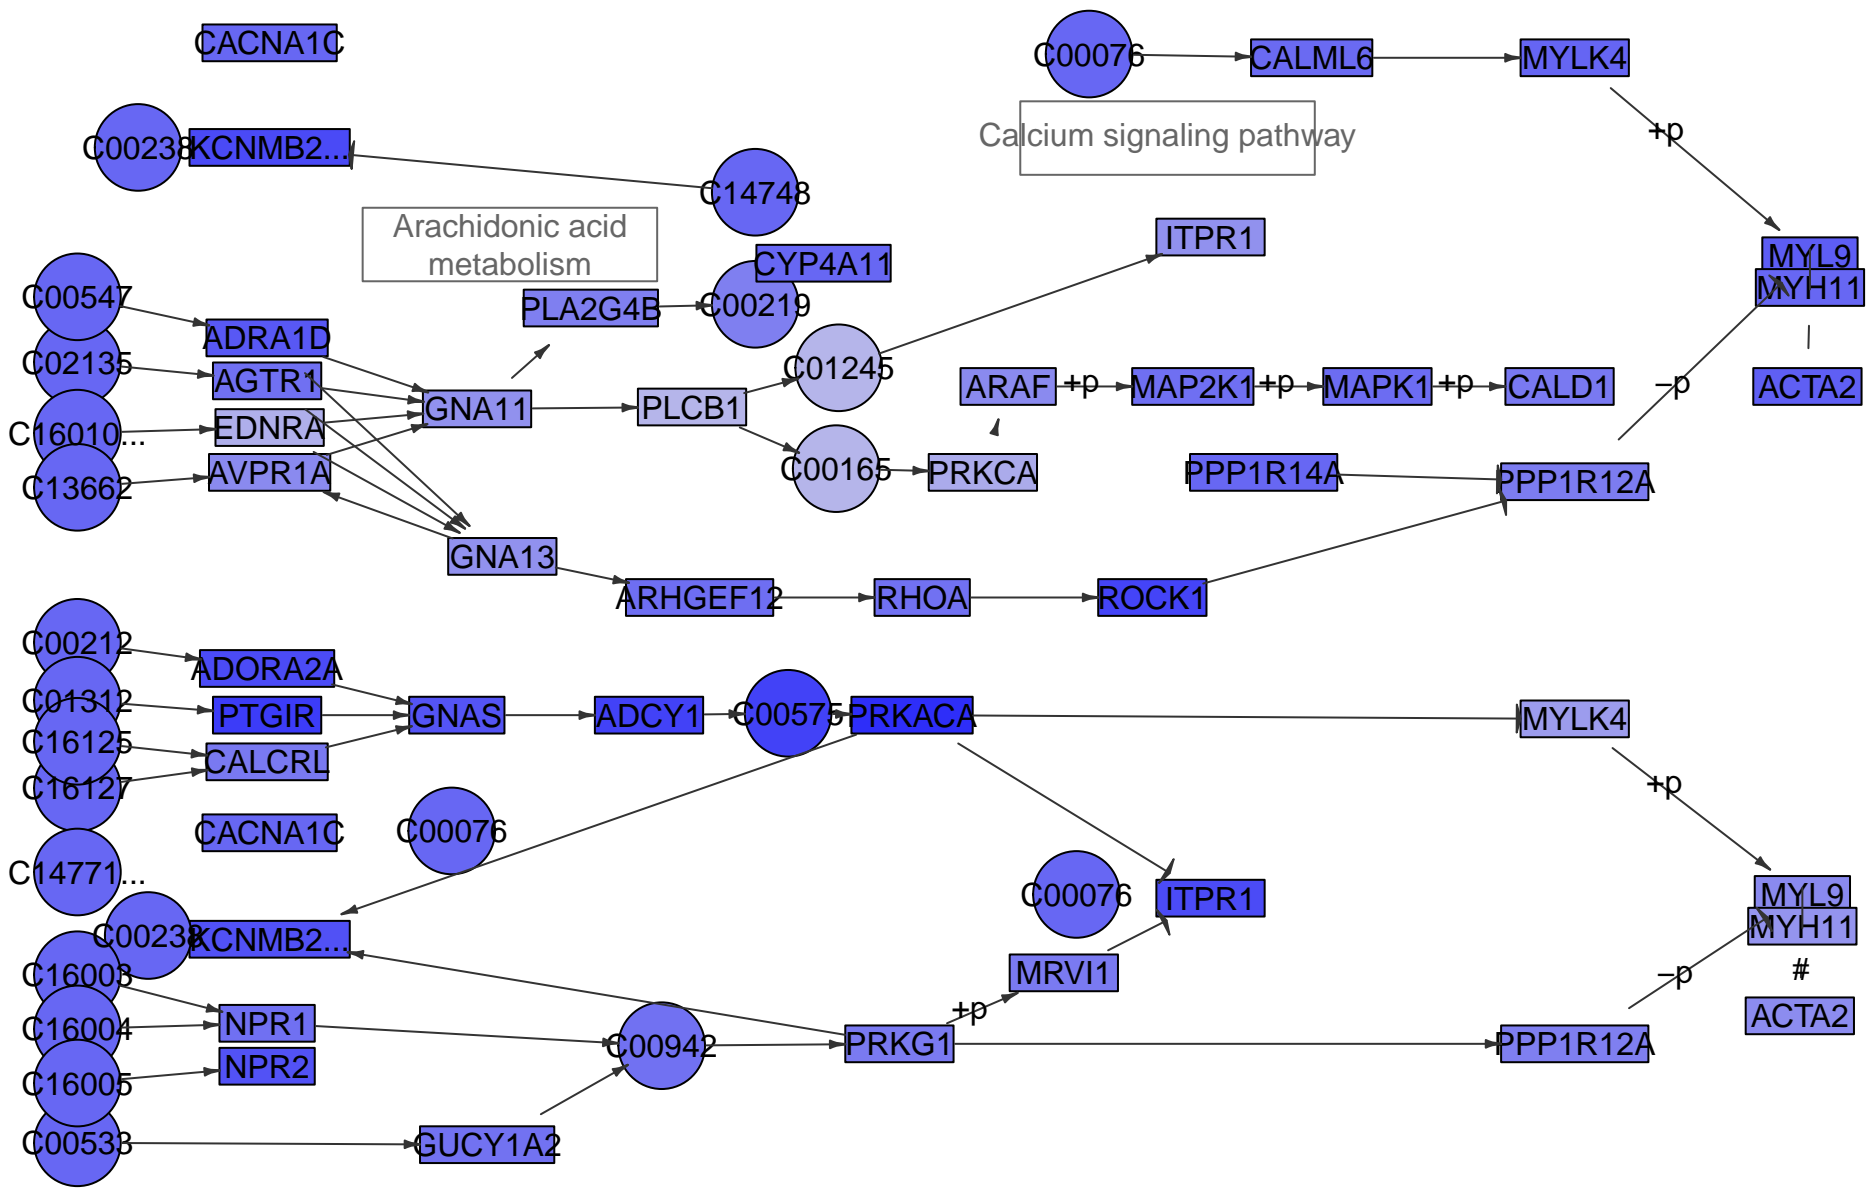 CACNA1C
C00076
CALML6
MYLK4
C00238
KCNMB2...
Calcium signaling pathway
+p
C14748
Arachidonic acid
metabolism
ITPR1
MYL9
CYP4A11
MYH11
C00547
PLA2G4B
C00219
ADRA1D
C02135
AGTR1
C01245
ARAF
+p
MAP2K1
+p
MAPK1
+p
CALD1
–p
ACTA2
GNA11
PLCB1
C16010...
EDNRA
AVPR1A
C00165
PRKCA
PPP1R14A
C13662
PPP1R12A
GNA13
ARHGEF12
RHOA
ROCK1
C00212
ADORA2A
C01312
PTGIR
GNAS
ADCY1
C00575
PRKACA
MYLK4
C16125
CALCRL
C16127
+p
CACNA1C
C00076
C14771...
C00076
ITPR1
MYL9
C00238
KCNMB2...
MYH11
C16003
MRVI1
–p
#
+p
C16004
NPR1
ACTA2
C00942
PRKG1
PPP1R12A
NPR2
C16005
C00533
GUCY1A2